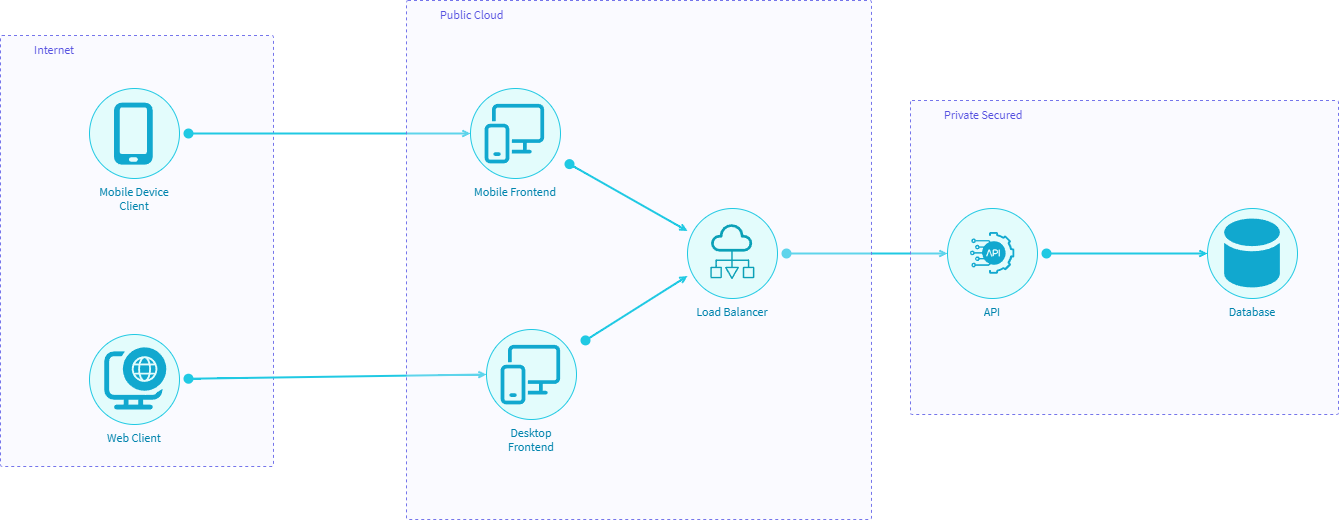 Public Cloud
Internet
Private Secured
Mobile Device
Client
Mobile Frontend
API
Load Balancer
API
Database
Web Client
Desktop
Frontend